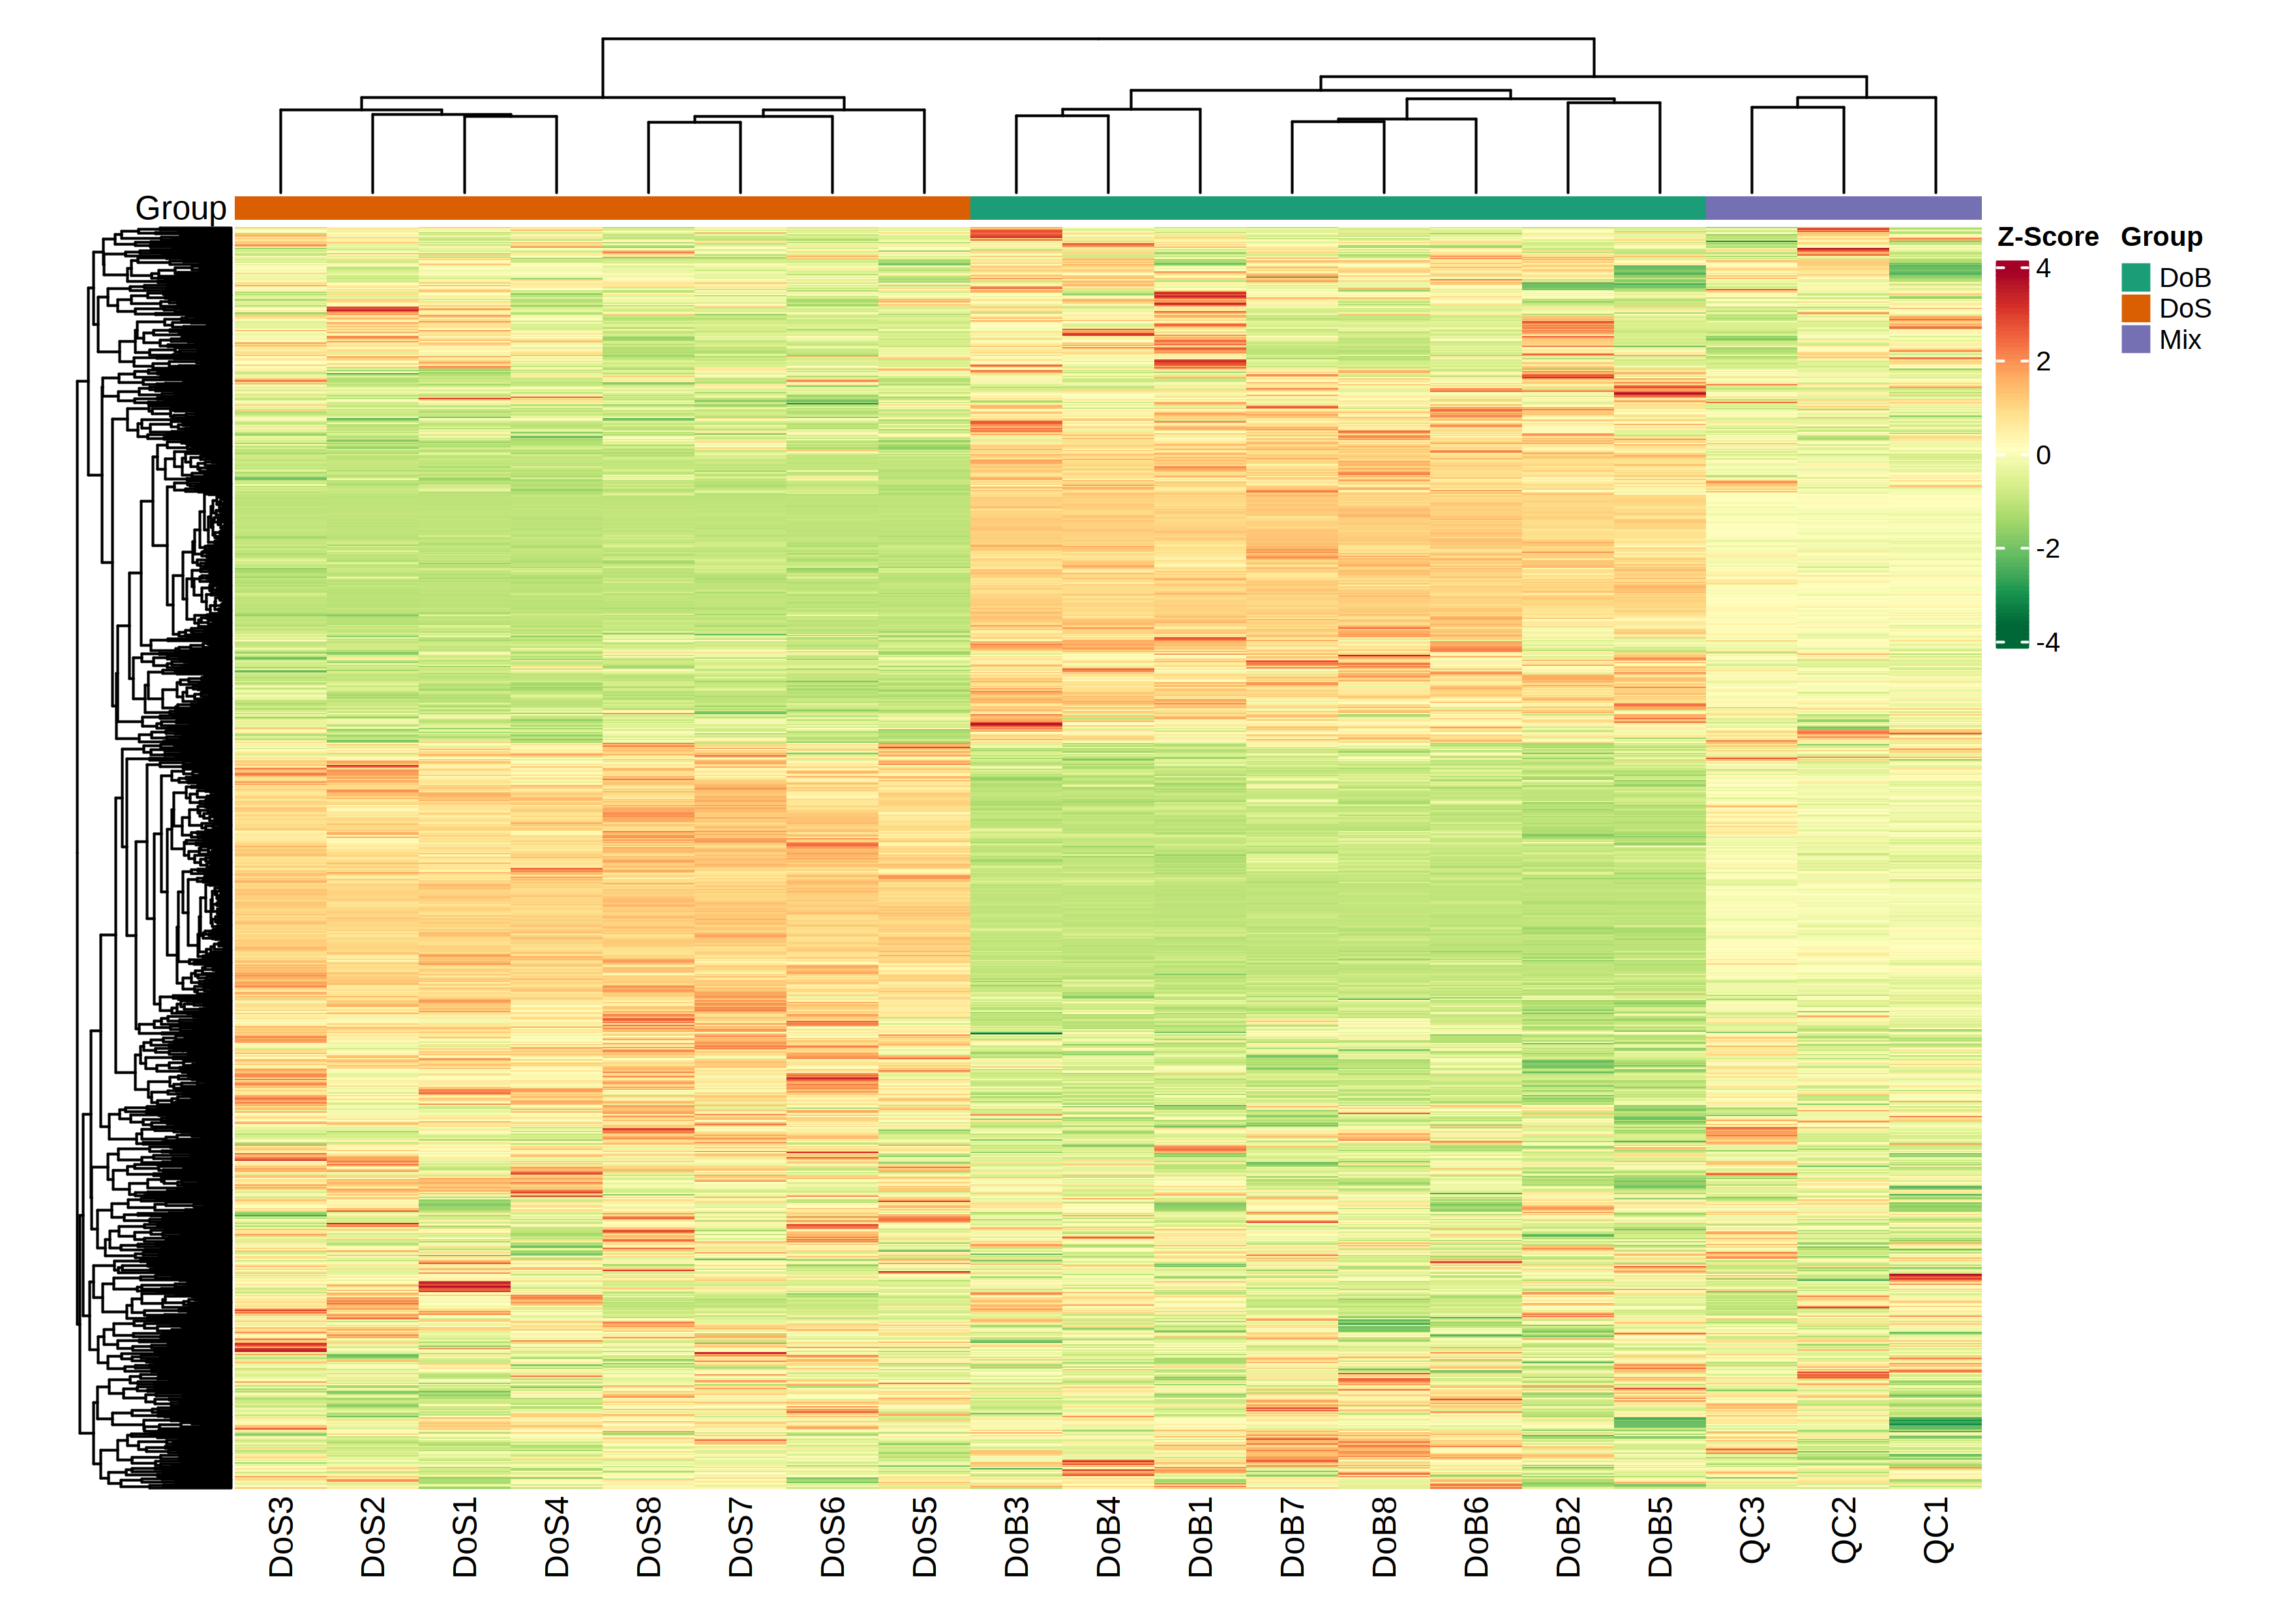 Group
Z-Score
4
2
0
-2
-4
Group
DoB
DoS
Mix
DoS3
DoS2
DoS1
DoS4
DoS8
DoS7
DoS6
DoS5
DoB3
DoB4
DoB1
DoB7
DoB8
DoB6
DoB2
DoB5
QC3
QC2
QC1